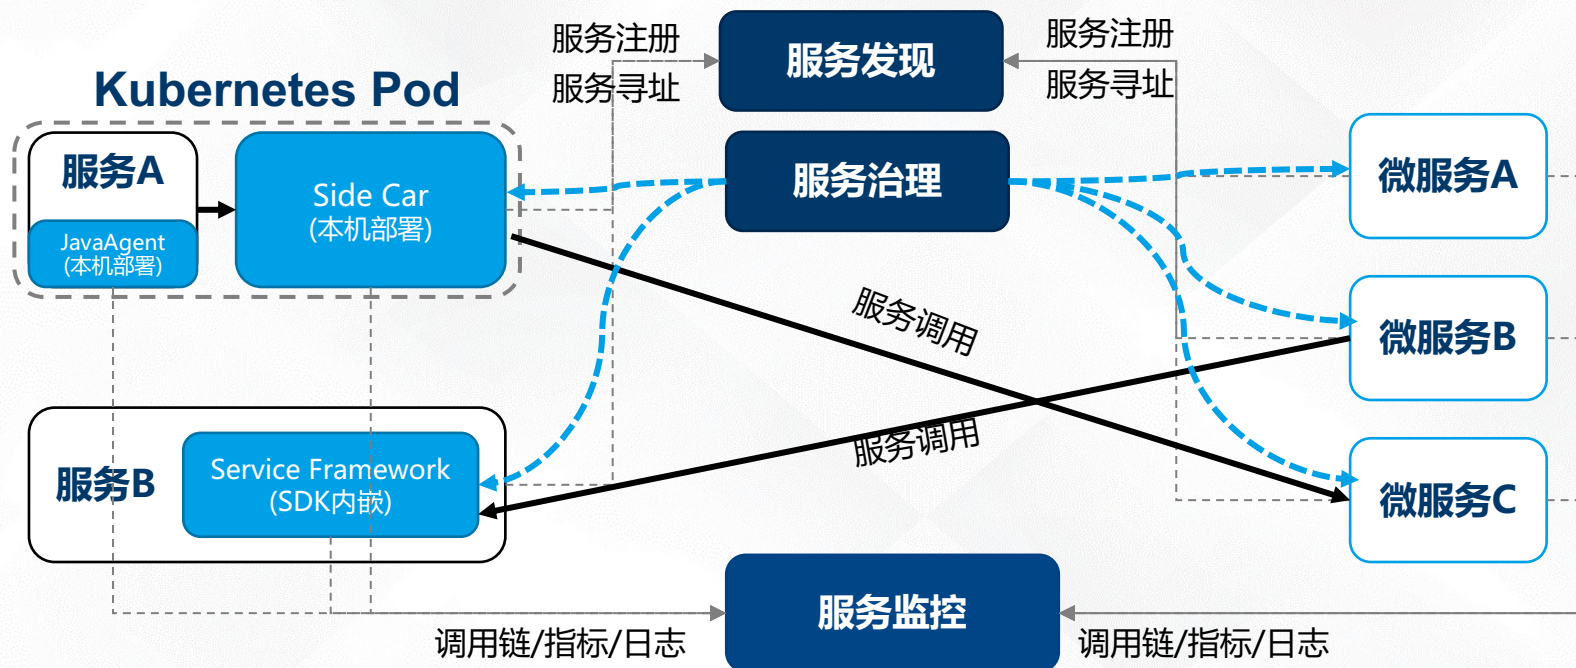 服务注册
服务寻址
服务发现
服务注册
服务寻址
Kubernetes Pod
服务A
JavaAgent
(本机部署)
Side Car
(本机部署)
服务治理
微服务A
服务调用
微服务B
服务调用
服务B
Service Framework
(SDK内嵌)
微服务C
服务监控
调用链/指标/日志
调用链/指标/日志